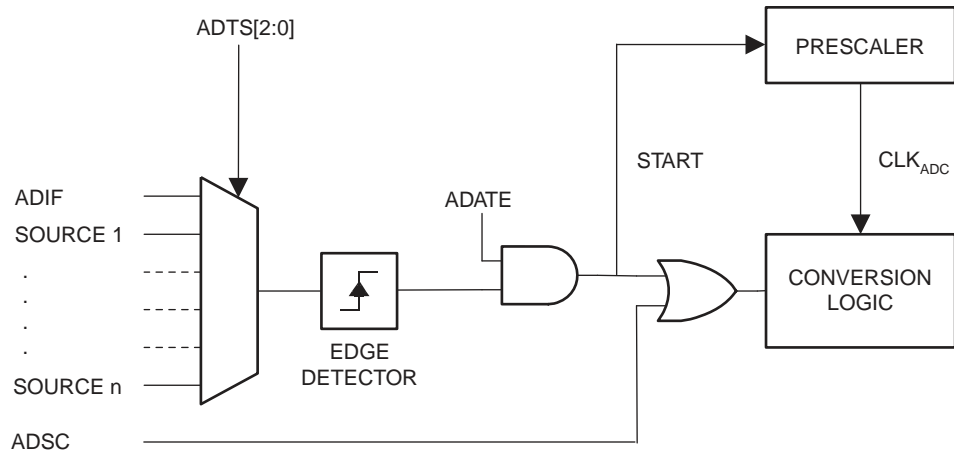 ADTS[2:0]
PRESCALER
START
CLKADC
ADIF
ADATE
SOURCE 1
.
.
.
.
CONVERSION
LOGIC
EDGE
DETECTOR
SOURCE n
ADSC